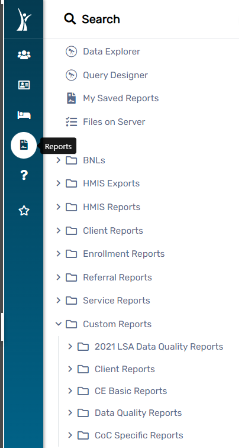 Search
Data Explorer
Query Designer
My Saved Reports
Files on Server
Reports
BNLs
HMIS Exports
HMIS Reports
Client Reports
Enrollment Reports
Referral Reports
Service Reports
Custom Reports
2021 LSA Data Quality Reports
Client Reports
CE Basic Reports
Data Quality Reports
CoC Specific Reports